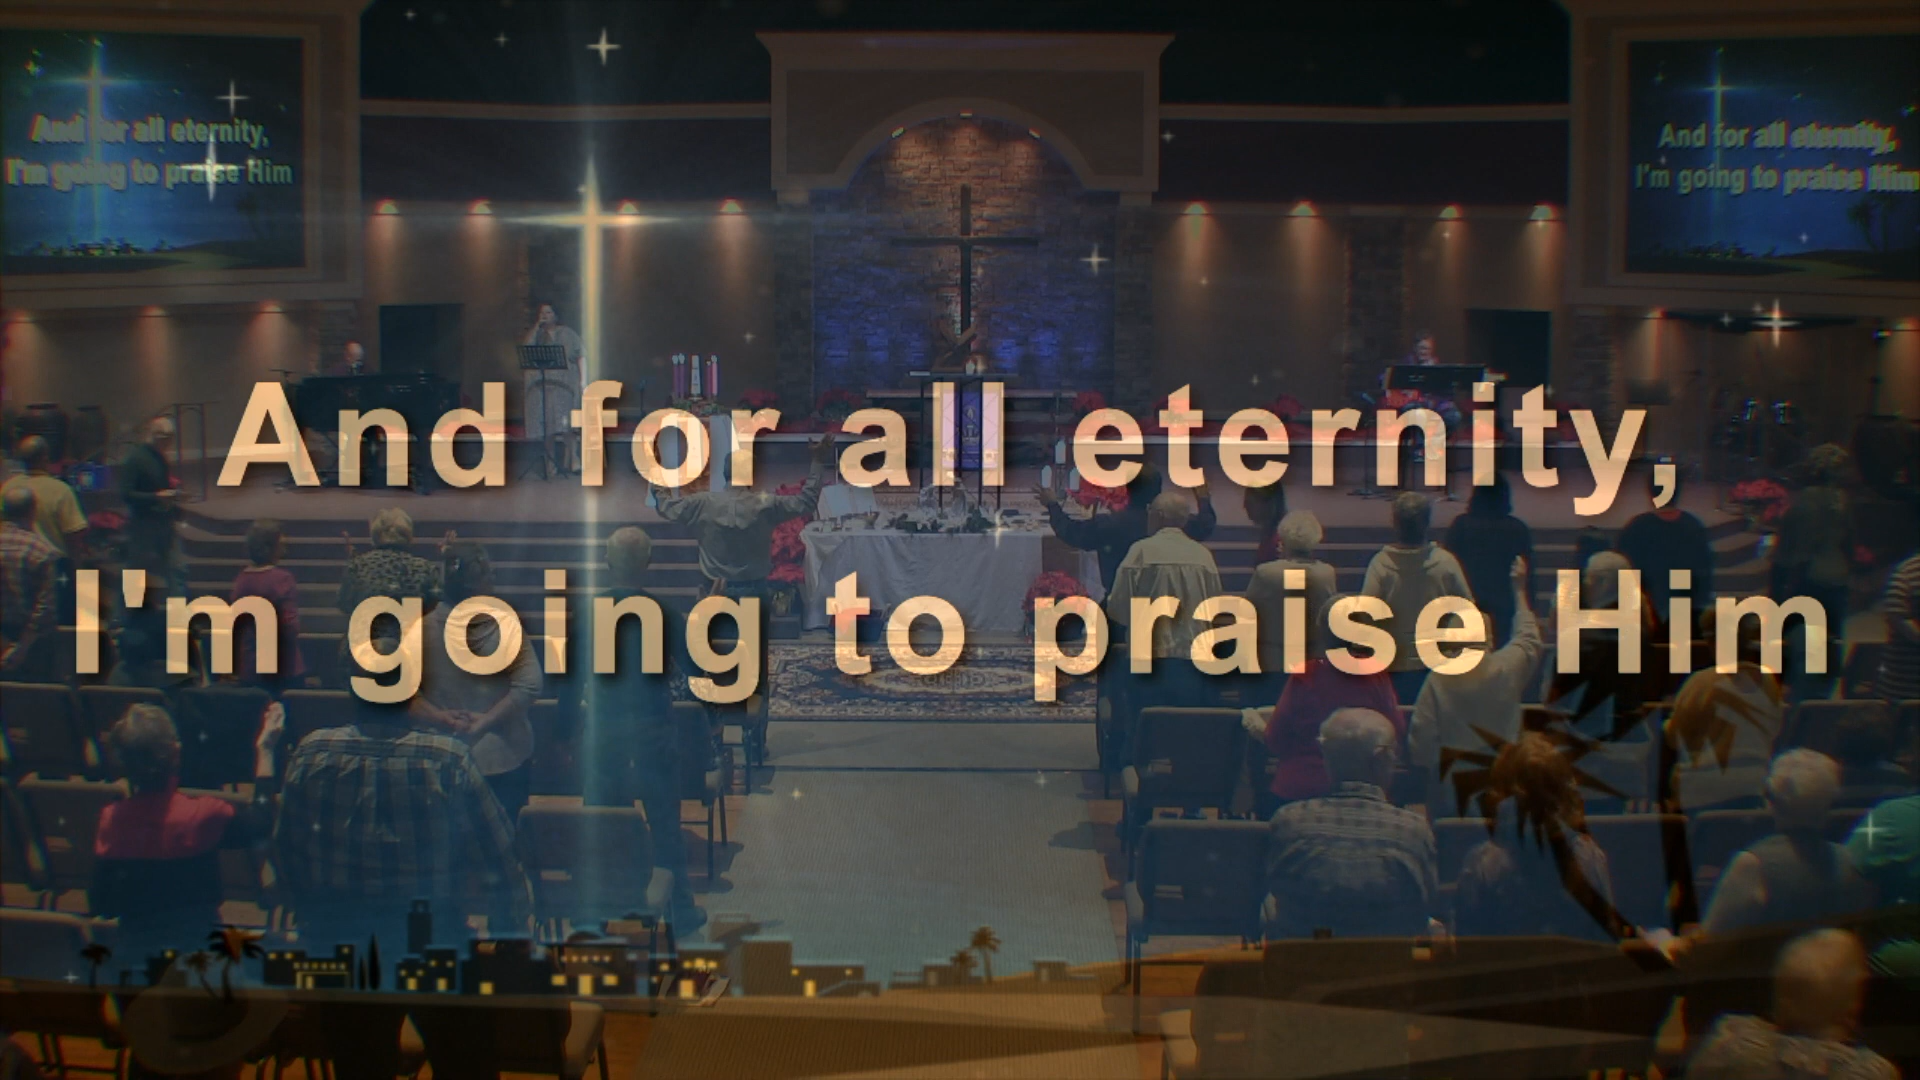 And for all eternity,
I'm going to praise Him
And for all eternity,
I'm going to praise Him
And for all eternity,
I'm going to praise Him